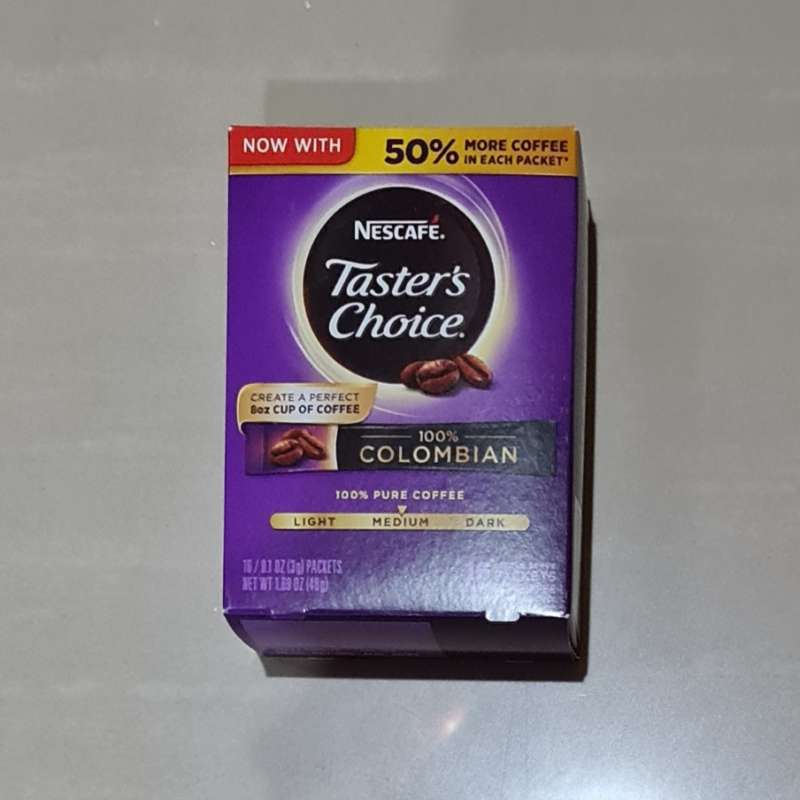 NOW WITH
50% MORE COFFEE
IN EACH PACKET*
NESCAFÉ.
Taster's
Choice.
CREATE A PERFECT
8oz CUP OF COFFEE
100%
COLOMBIAN
100% PURE COFFEE
LIGHT MEDIUM DARK
16 / 0.1 OZ (3g) PACKETS
NET WT 1.69 OZ (48g)